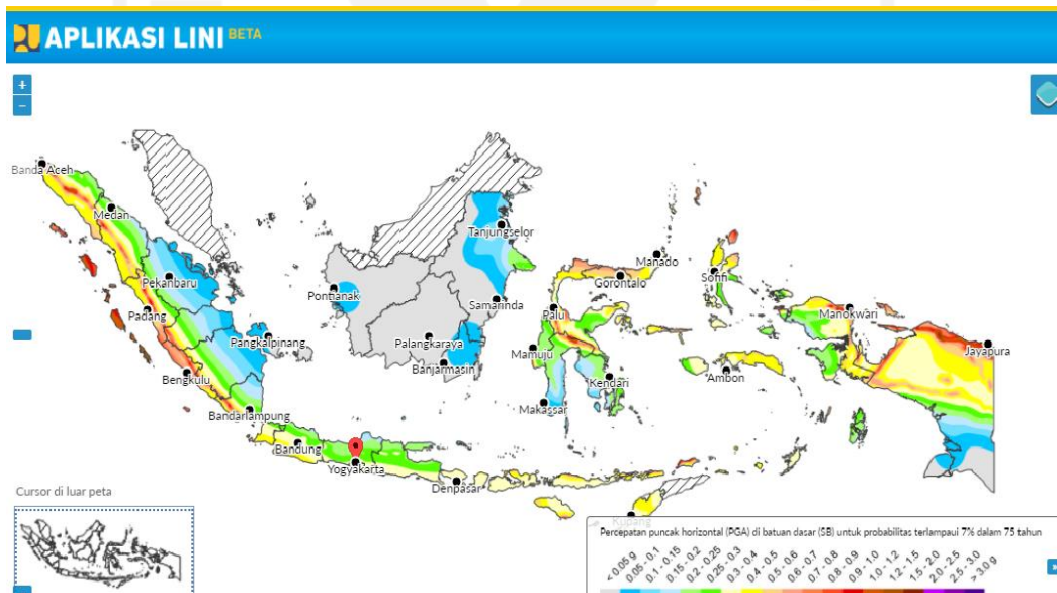 APLIKASI LINI BETA
+
-
Banda Aceh
Medan
Pekanbaru
Padang
Bengkulu
Pangkalpinang
Bandarlampung
Bandung
Yogyakarta
Denpasar
Pontianak
Palangkaraya
Banjarmasin
Samarinda
Tanjungselor
Palu
Mamuju
Makassar
Kendari
Gorontalo
Manado
Sofifi
Ambon
Manokwari
Jayapura
Kupang
Cursor di luar peta
Percepatan puncak horizontal (PGA) di batuan dasar (SB) untuk probabilitas terlampaui 7% dalam 75 tahun
< 0.05 g
0.05 - 0.1
0.1 - 0.15
0.15 - 0.2
0.2 - 0.25
0.25 - 0.3
0.3 - 0.4
0.4 - 0.5
0.5 - 0.6
0.6 - 0.7
0.7 - 0.8
0.8 - 0.9
0.9 - 1.0
1.0 - 1.2
1.2 - 1.5
1.5 - 2.0
2.0 - 2.5
2.5 - 3.0
> 3.0 g